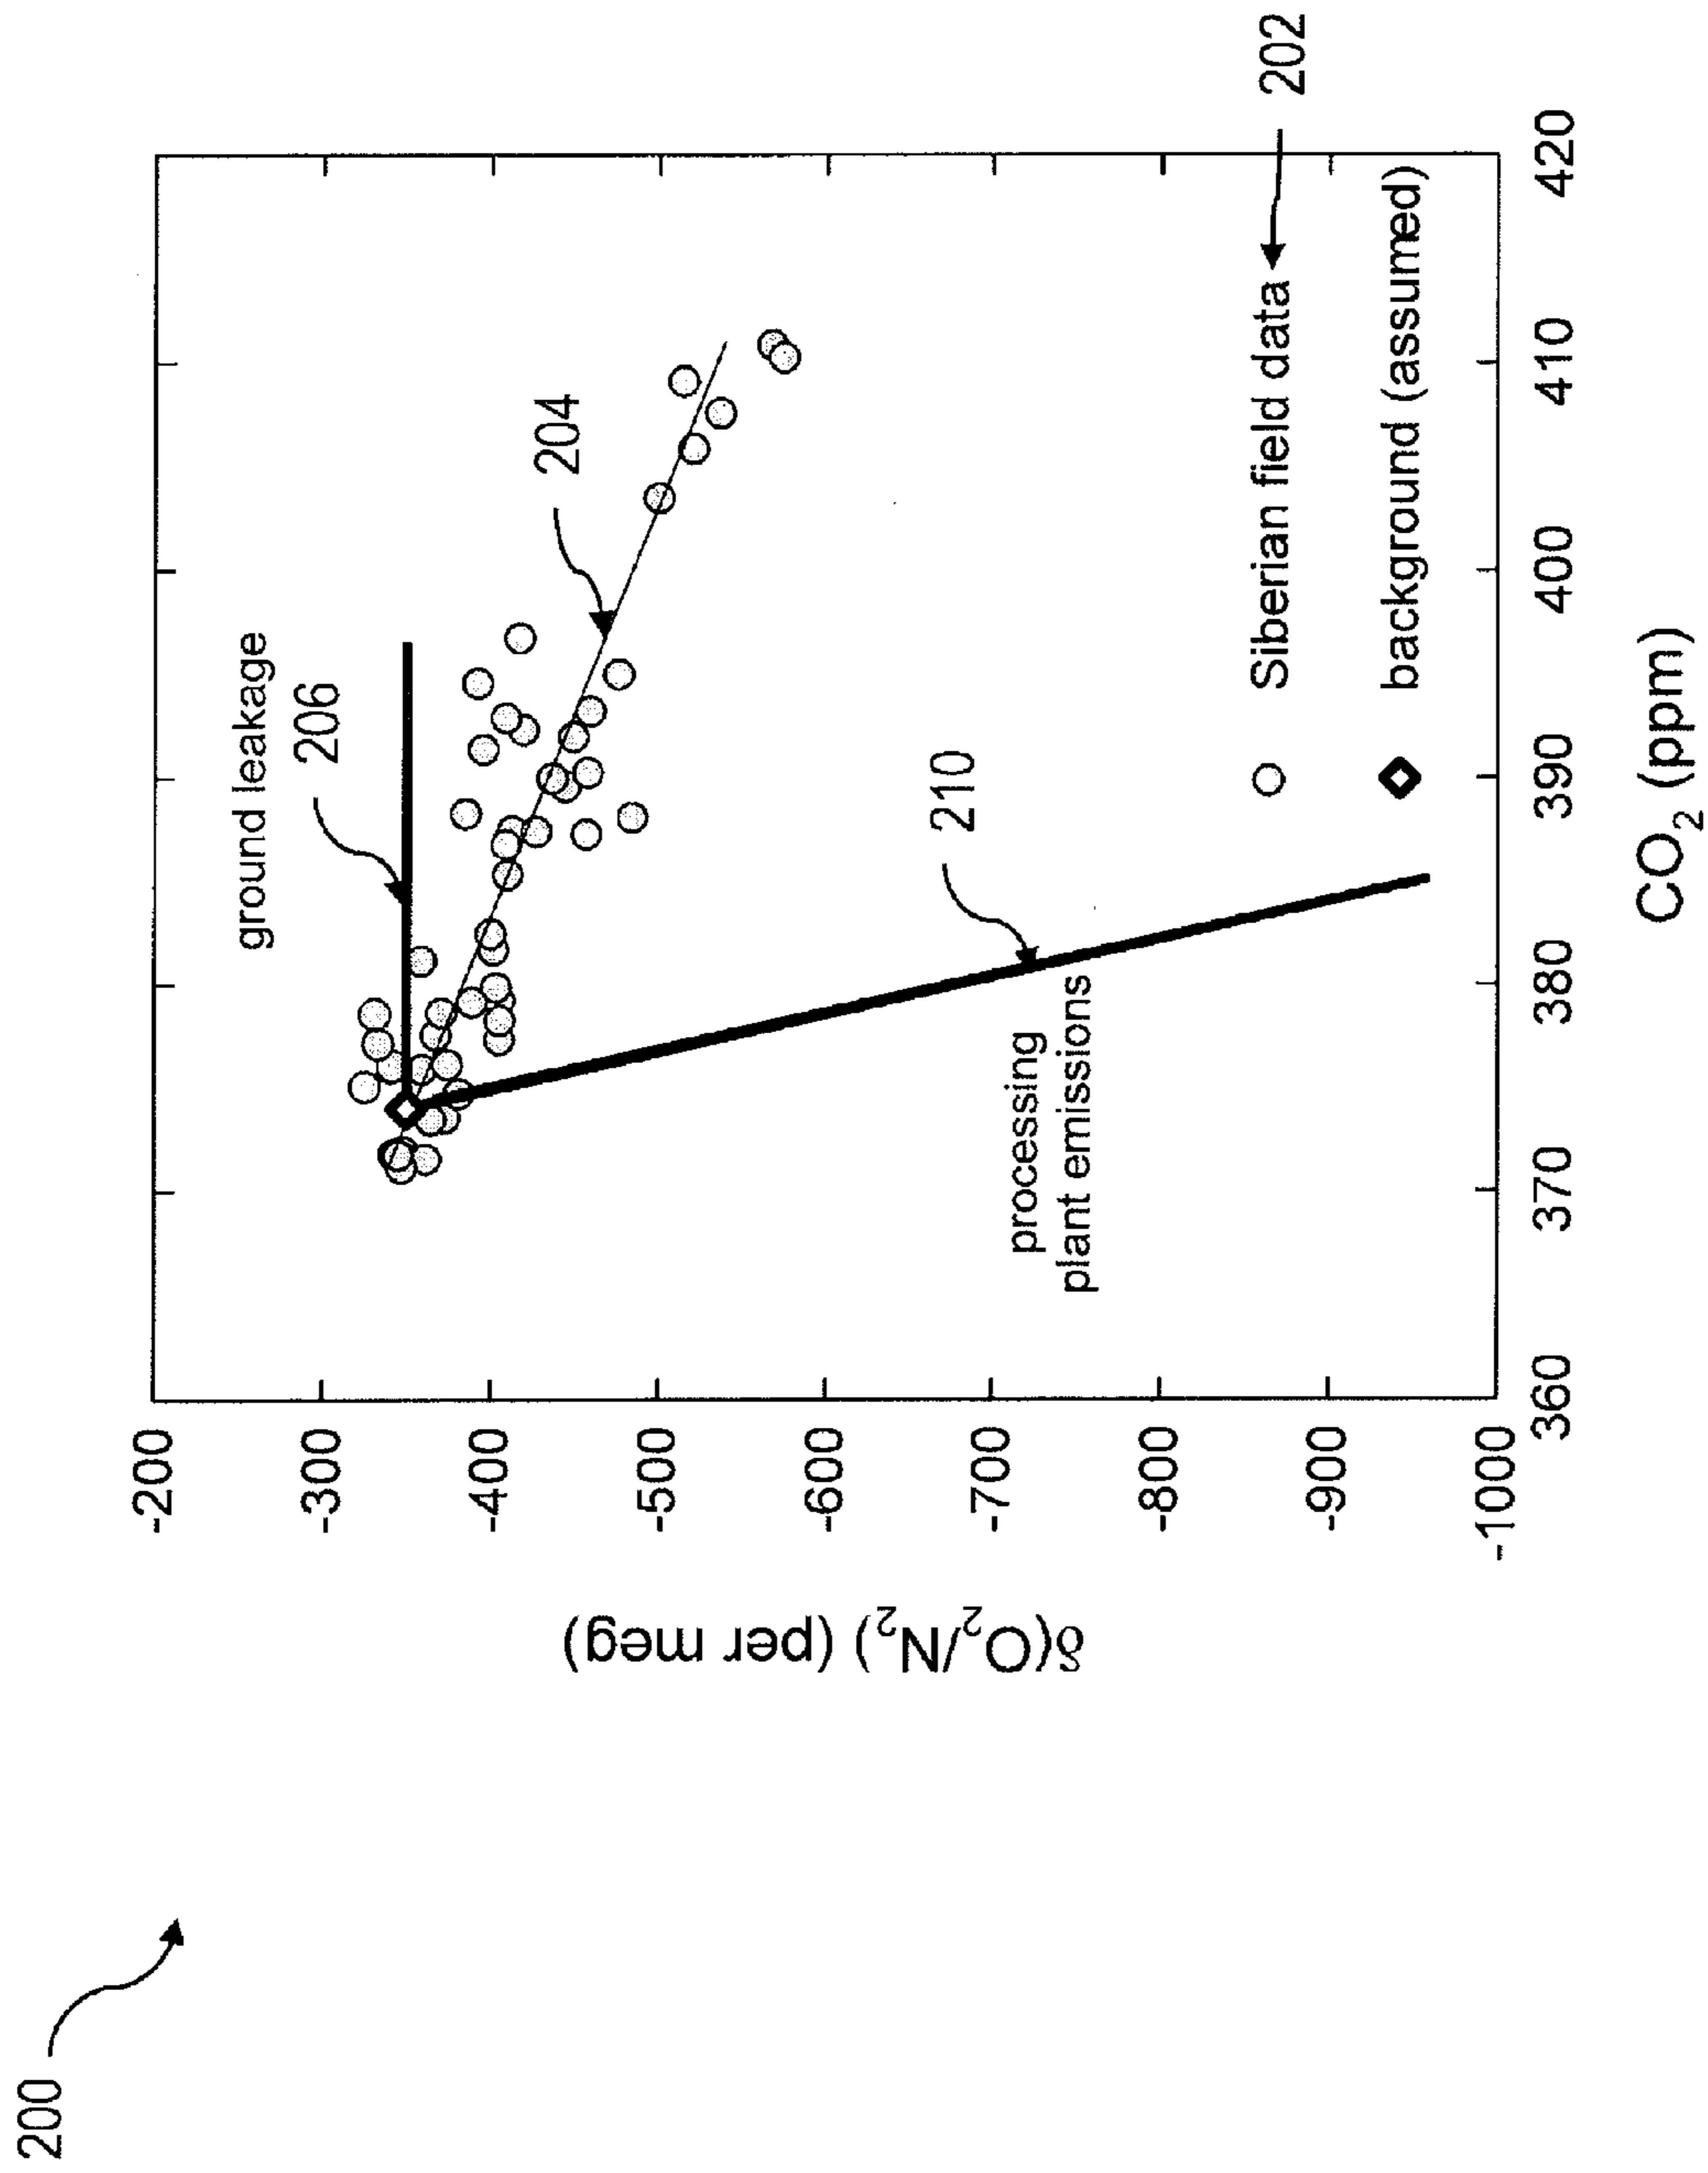 200
ground leakage
206
204
processing
plant emissions
210
Siberian field data
202
background (assumed)
-200
-300
-400
-500
-600
-700
-800
-900
-1000
δ(O₂/N₂) (per meg)
360 370 380 390 400 410 420
CO₂ (ppm)